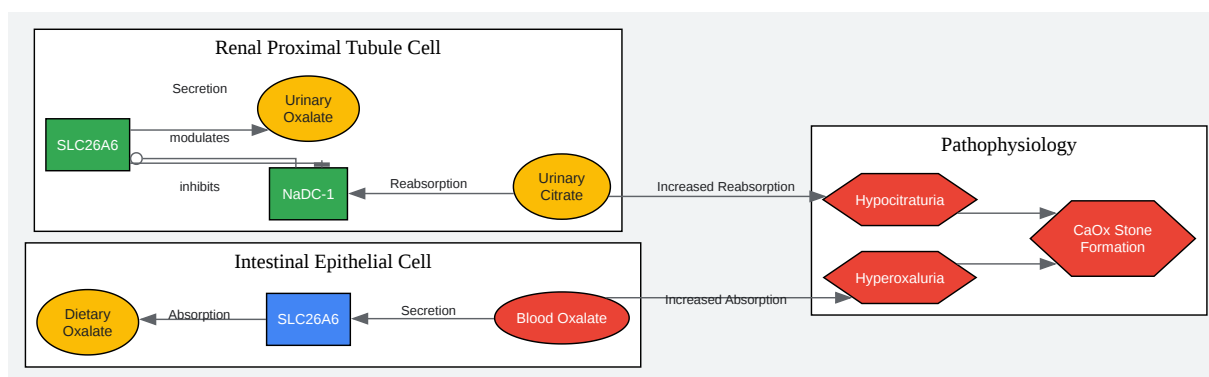 Renal Proximal Tubule Cell
Secretion
Urinary
Oxalate
SLC26A6
modulates
inhibits
NaDC-1
Reabsorption
Urinary
Citrate
Increased Reabsorption
Pathophysiology
Hypocitraturia
CaOx Stone
Formation
Hyperoxaluria
Intestinal Epithelial Cell
Dietary
Oxalate
Absorption
SLC26A6
Secretion
Blood Oxalate
Increased Absorption